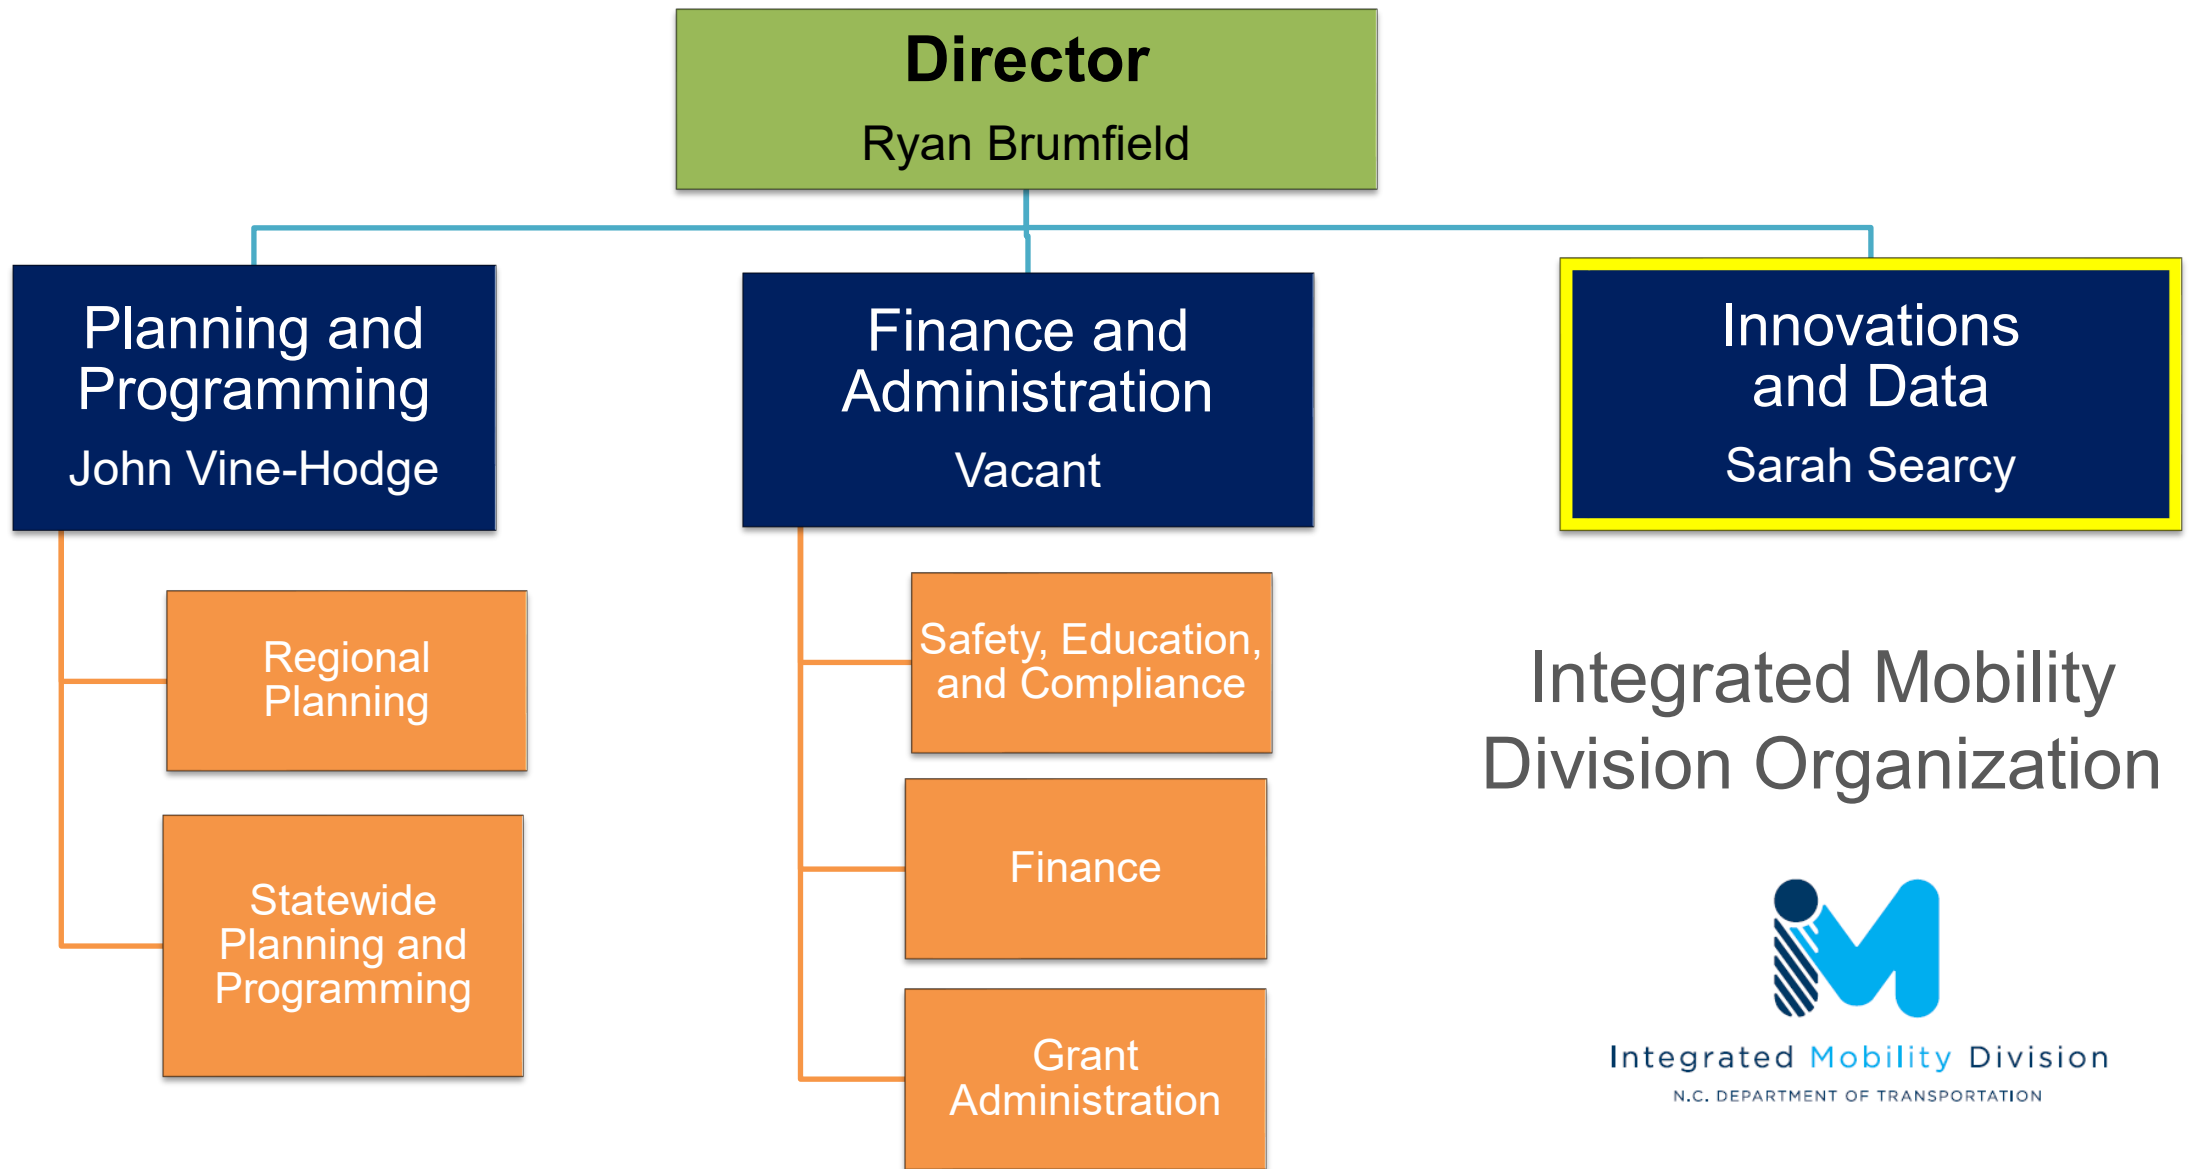 Director
Ryan Brumfield
Planning and
Programming
John Vine-Hodge
Finance and
Administration
Vacant
Innovations
and Data
Sarah Searcy
Regional
Planning
Statewide
Planning and
Programming
Safety, Education,
and Compliance
Finance
Grant
Administration
Integrated Mobility
Division Organization
iM
Integrated Mobility Division
N.C. DEPARTMENT OF TRANSPORTATION